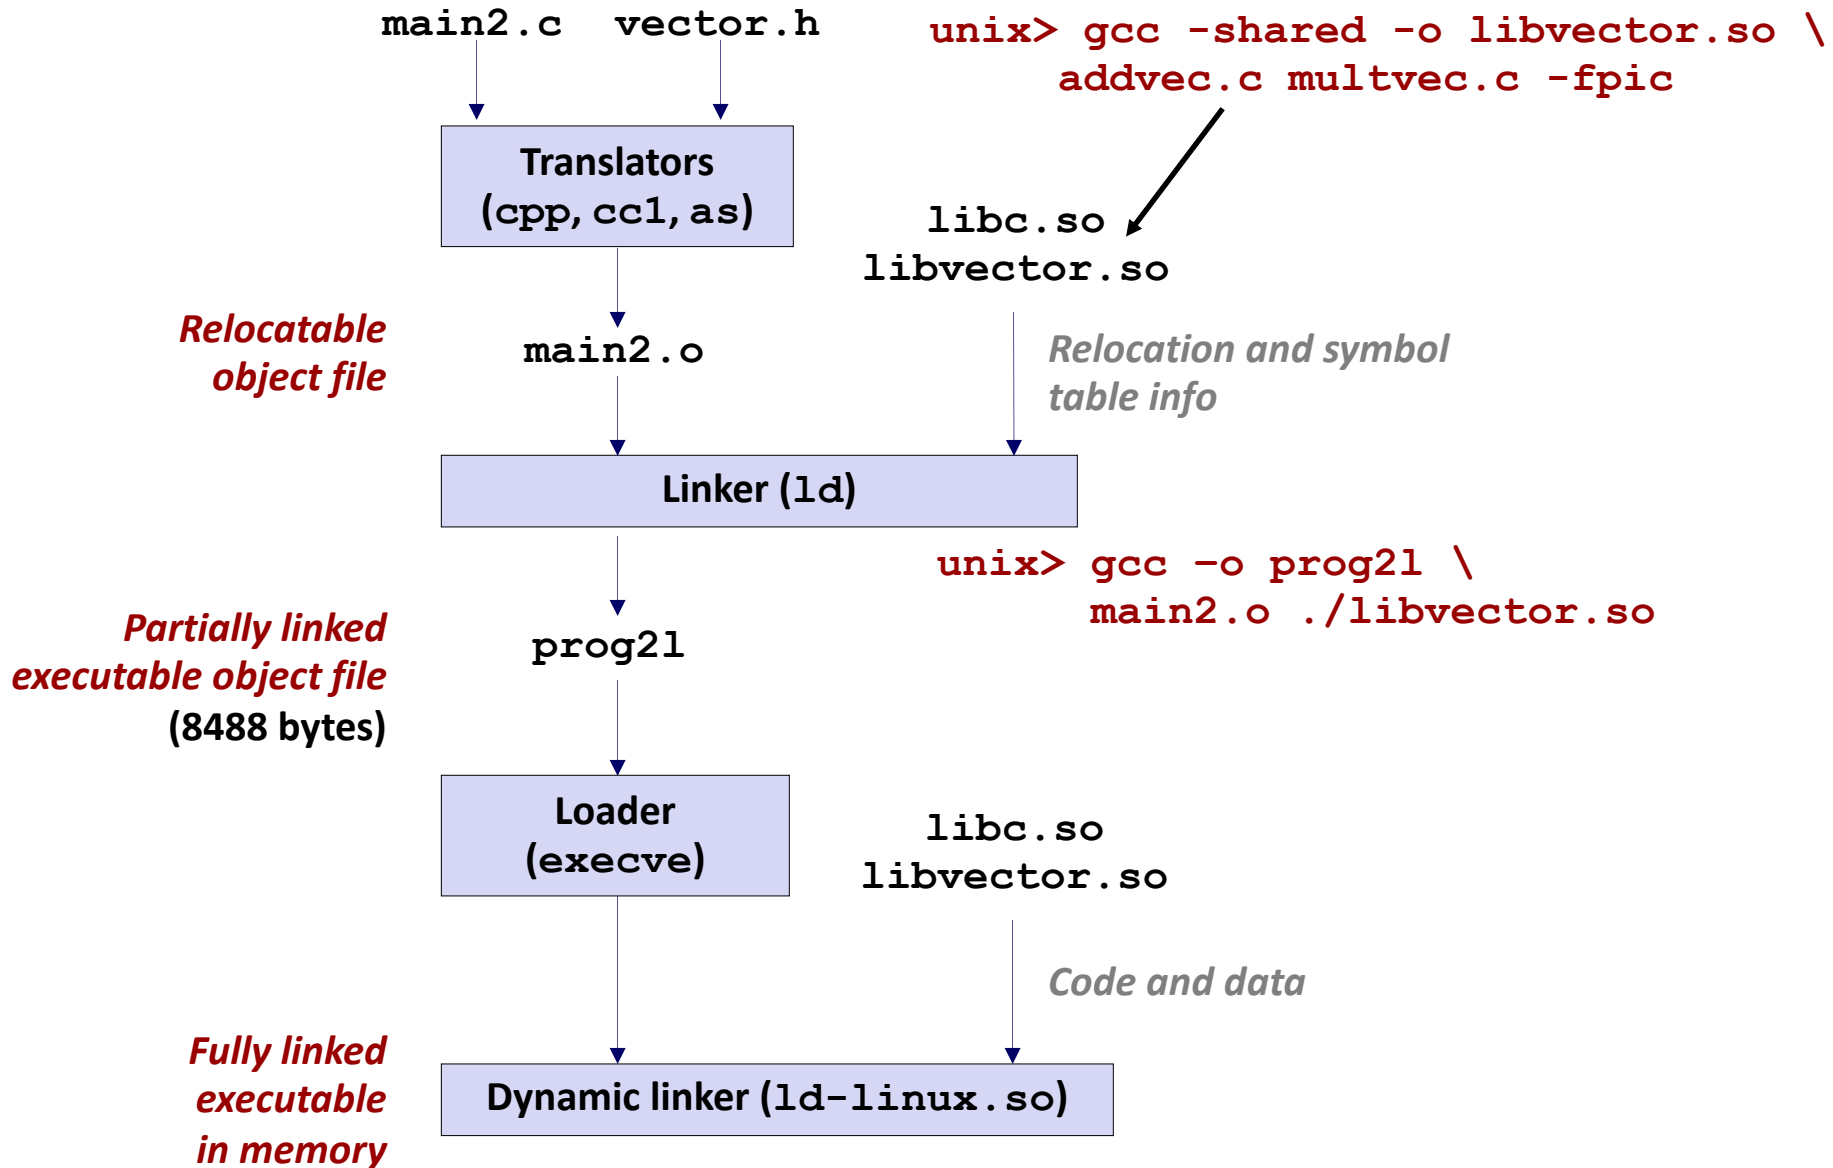 main2.c vector.h
unix> gcc -shared -o libvector.so \
addvec.c multvec.c -fpic
Translators
(cpp, cc1, as)
libc.so
libvector.so
Relocatable
object file
main2.o
Relocation and symbol
table info
Linker (ld)
unix> gcc –o prog2l \
main2.o ./libvector.so
Partially linked
executable object file
(8488 bytes)
prog2l
Loader
(execve)
libc.so
libvector.so
Code and data
Fully linked
executable
in memory
Dynamic linker (ld-linux.so)